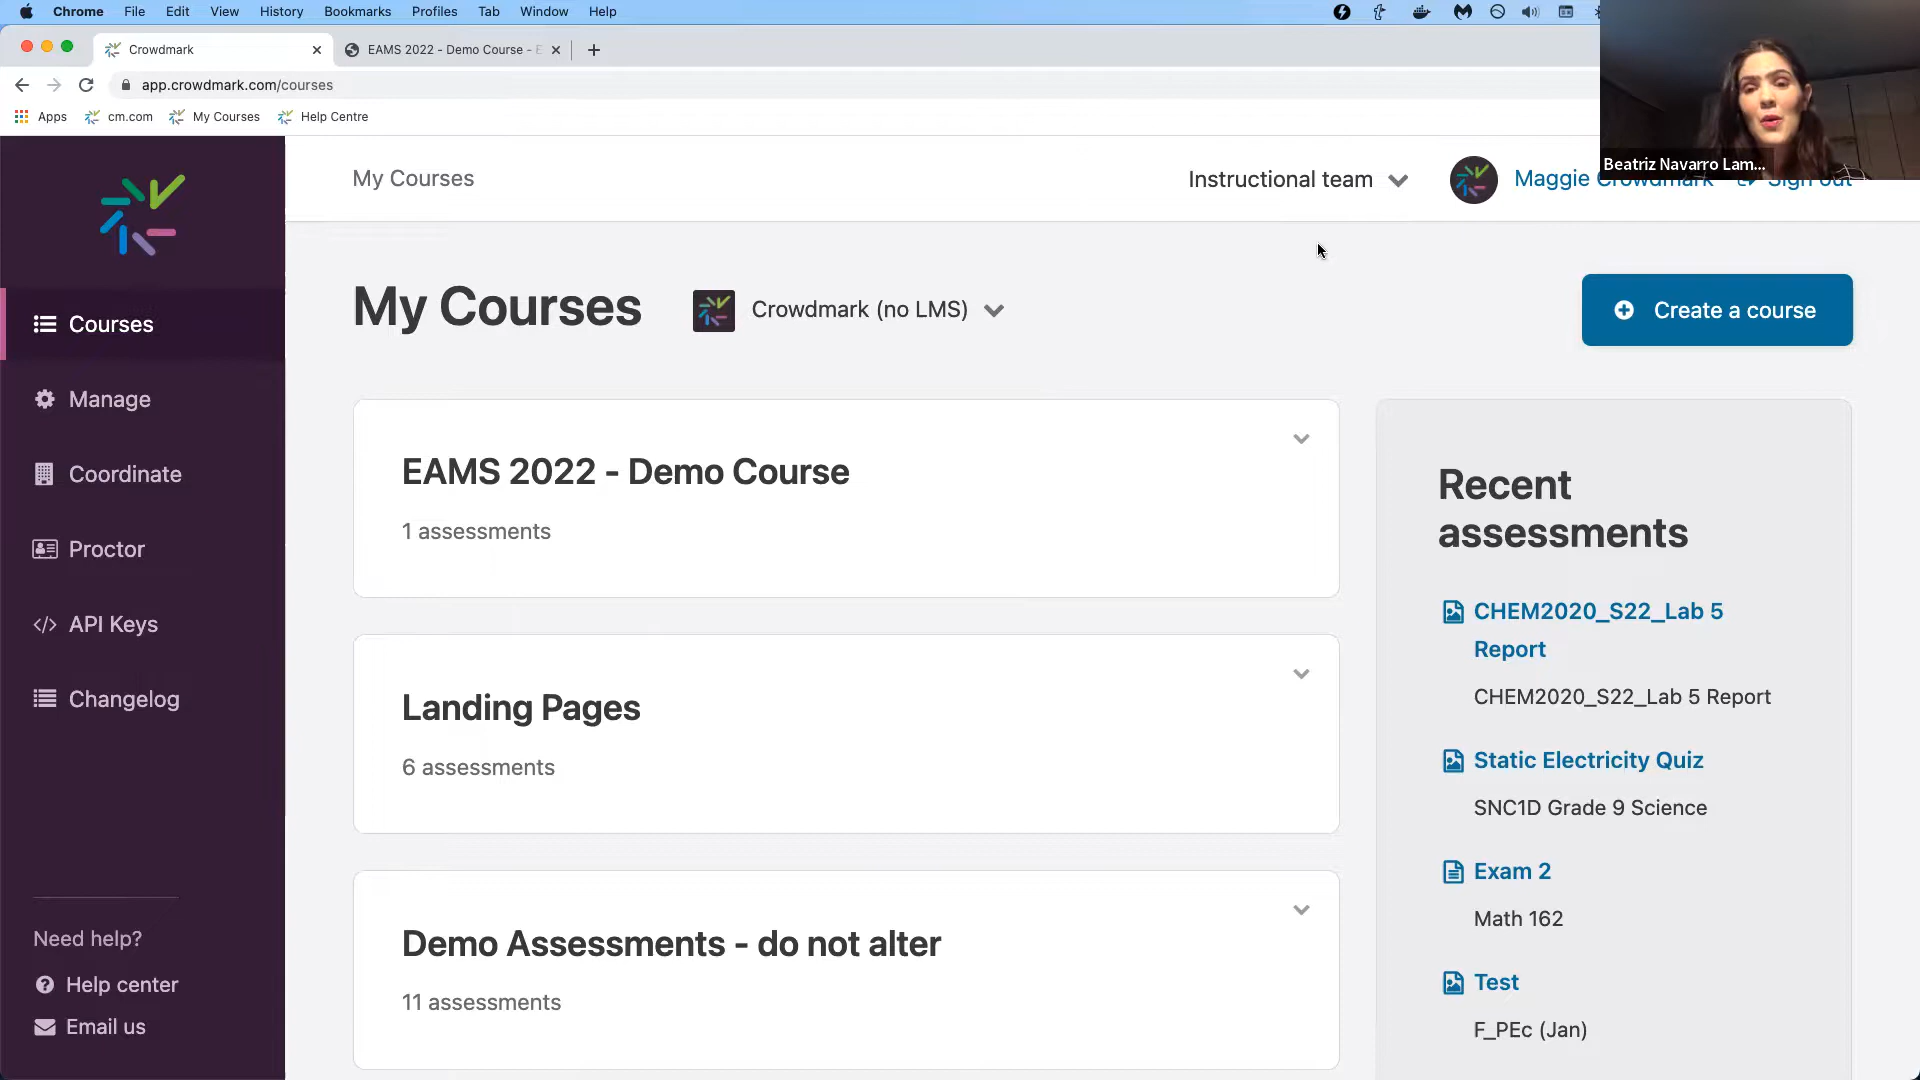 Chrome File Edit View History Bookmarks Profiles Tab Window Help
Crowdmark
EAMS 2022 - Demo Course - E
app.crowdmark.com/courses
Apps cm.com My Courses Help Centre
Beatriz Navarro Lam...
My Courses
Instructional team
Maggie Crowdmark
Sign out
My Courses
Crowdmark (no LMS)
Create a course
Courses
Manage
Coordinate
Proctor
API Keys
Changelog
Need help?
Help center
Email us
EAMS 2022 - Demo Course
1 assessments
Landing Pages
6 assessments
Demo Assessments - do not alter
11 assessments
Recent
assessments
CHEM2020_S22_Lab 5
Report
CHEM2020_S22_Lab 5 Report
Static Electricity Quiz
SNC1D Grade 9 Science
Exam 2
Math 162
Test
F_PEc (Jan)